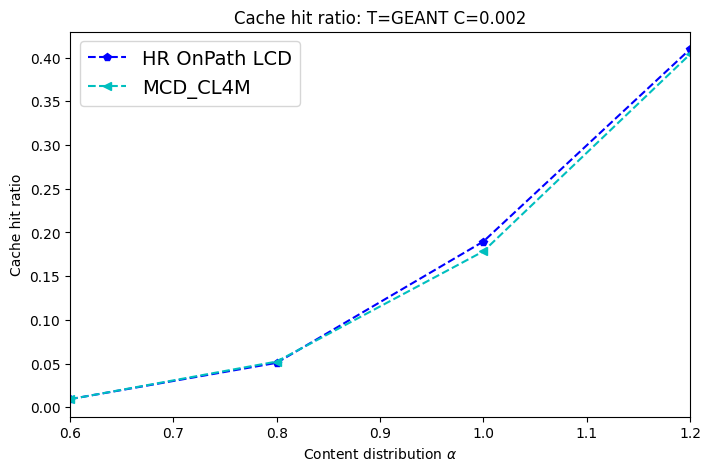 Cache hit ratio: T=GEANT C=0.002
HR OnPath LCD
MCD_CL4M
Cache hit ratio
0.40
0.35
0.30
0.25
0.20
0.15
0.10
0.05
0.00
0.6 0.7 0.8 0.9 1.0 1.1 1.2
Content distribution α